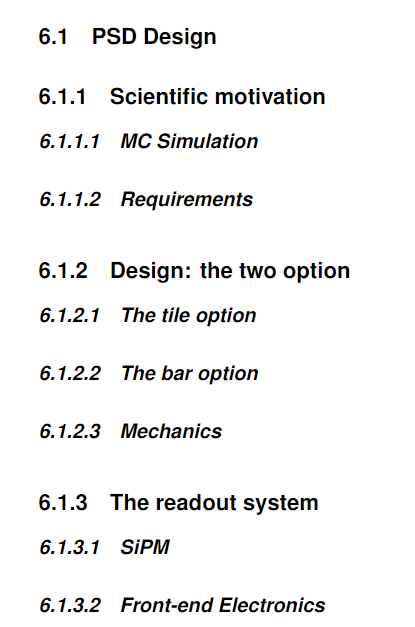 6.1 PSD Design
6.1.1 Scientific motivation
6.1.1.1 MC Simulation
6.1.1.2 Requirements
6.1.2 Design: the two option
6.1.2.1 The tile option
6.1.2.2 The bar option
6.1.2.3 Mechanics
6.1.3 The readout system
6.1.3.1 SiPM
6.1.3.2 Front-end Electronics